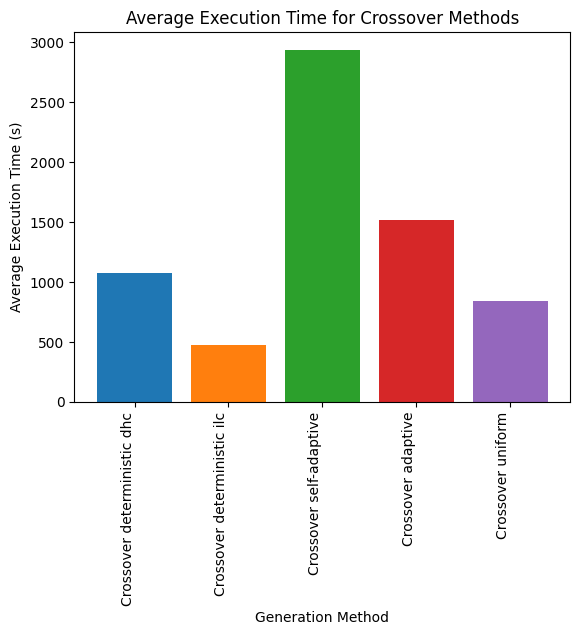 Average Execution Time for Crossover Methods
Average Execution Time (s)
3000
2500
2000
1500
1000
500
0
Crossover deterministic dhc
Crossover deterministic ilc
Crossover self-adaptive
Crossover adaptive
Crossover uniform
Generation Method